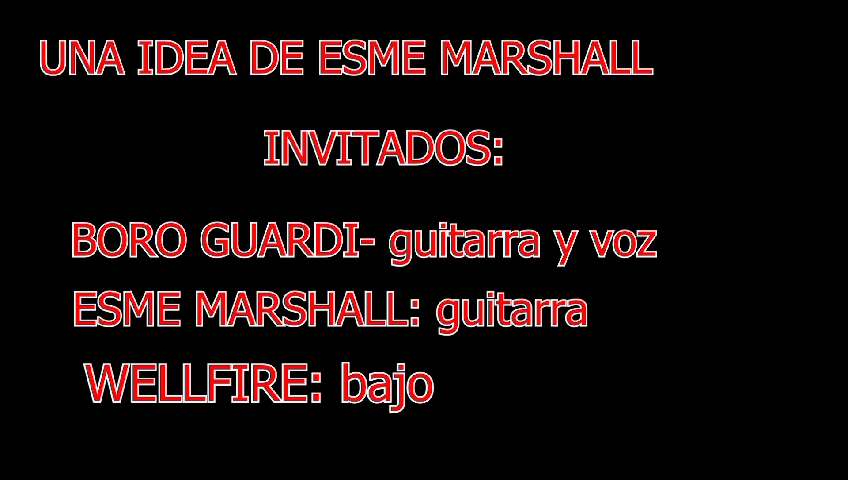 UNA IDEA DE ESME MARSHALL
INVITADOS:
BORO GUARDI- guitarra y voz
ESME MARSHALL: guitarra
WELLFIRE: bajo